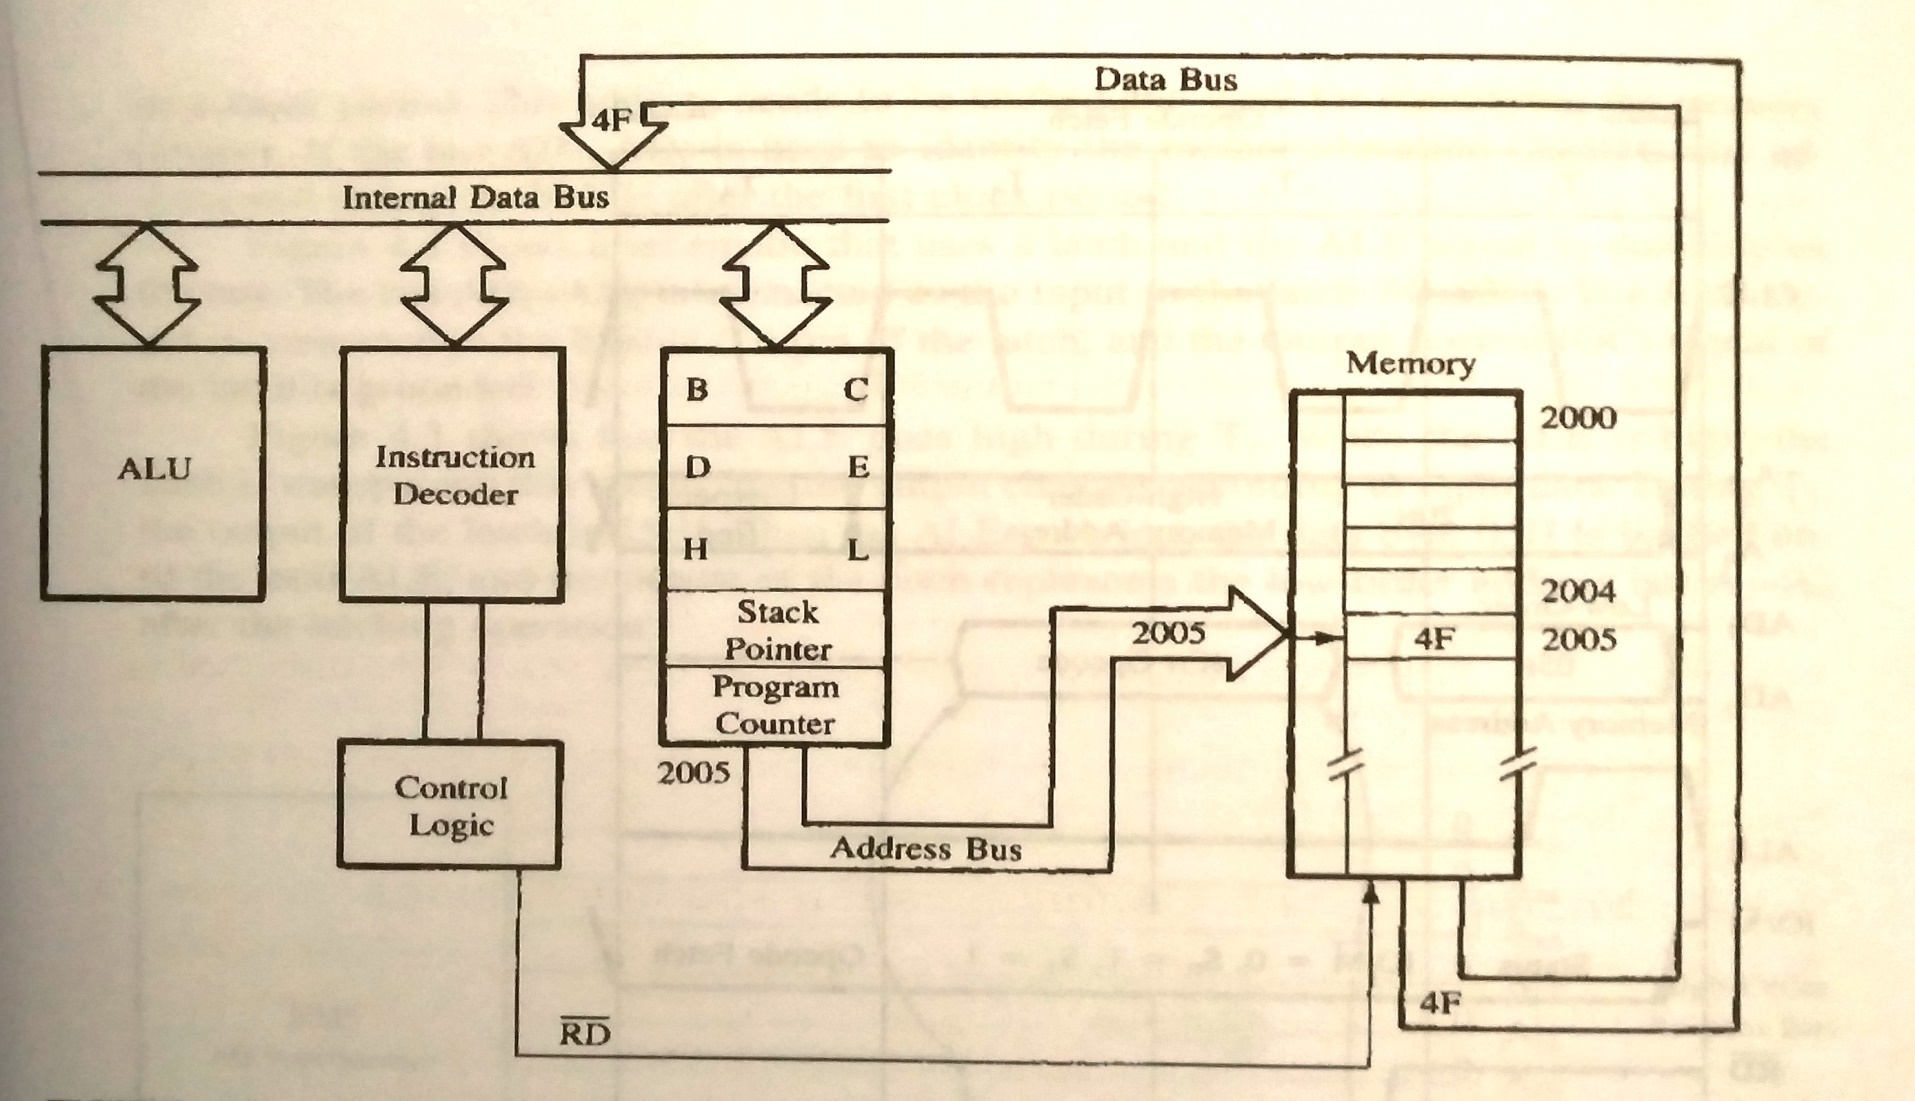 Data Bus
4F
Internal Data Bus
ALU
Instruction
Decoder
B C
D E
H L
Stack
Pointer
Program
Counter
2005
Control
Logic
Address Bus
2005
Memory
2000
2004
4F 2005
4F
RD